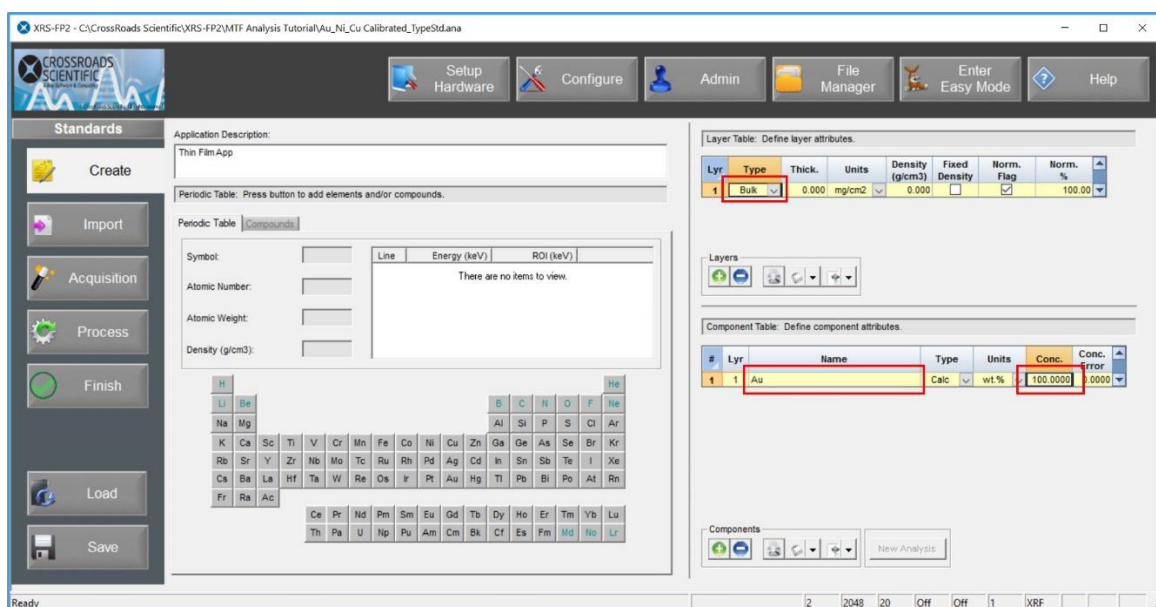 XRS-FP2 - C:\CrossRoads Scientific\XRS-FP2\MTF Analysis Tutorial\Au_Ni_Cu Calibrated_TypeStd.ana
CROSSROADS
SCIENTIFIC
Setup Hardware
Configure
Admin
File Manager
Enter Easy Mode
Help
Standards
Create
Import
Acquisition
Process
Finish
Load
Save
Application Description:
Thin Film App
Periodic Table: Press button to add elements and/or compounds.
Periodic Table Compounds
Symbol:
Atomic Number:
Atomic Weight:
Density (g/cm3):
Line Energy (keV) ROI (keV)
There are no items to view.
H He
Li Be B C N O F Ne
Na Mg Al Si P S Cl Ar
K Ca Sc Ti V Cr Mn Fe Co Ni Cu Zn Ga Ge As Se Br Kr
Rb Sr Y Zr Nb Mo Tc Ru Rh Pd Ag Cd In Sn Sb Te I Xe
Cs Ba La Hf Ta W Re Os Ir Pt Au Hg Tl Pb Bi Po At Rn
Fr Ra Ac
Ce Pr Nd Pm Sm Eu Gd Tb Dy Ho Er Tm Yb Lu
Th Pa U Np Pu Am Cm Bk Cf Es Fm Md No Lr
Layer Table: Define layer attributes.
Lyr Type Thick. Units Density (g/cm3) Fixed Density Norm. Flag Norm. %
1 Bulk 0.000 mg/cm2 0.000 100.00
Layers
Component Table: Define component attributes.
# Lyr Name Type Units Conc. Conc. Error
1 1 Au Calc wt.% 100.0000 0.0000
Components
New Analysis
Ready 2 2048 20 Off Off 1 XRF